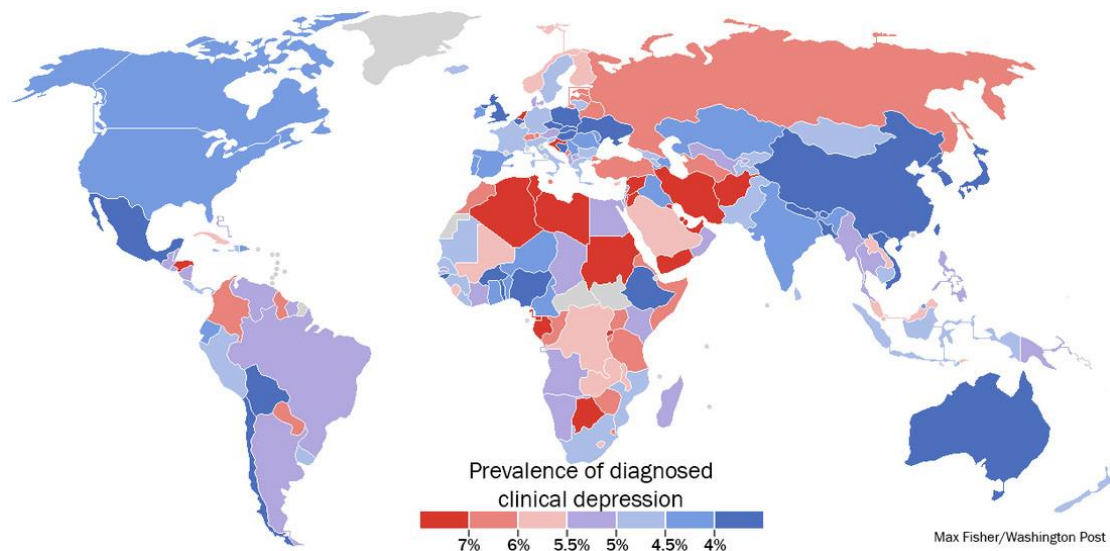 Prevalence of diagnosed
clinical depression
7% 6% 5.5% 5% 4.5% 4%
Max Fisher/Washington Post